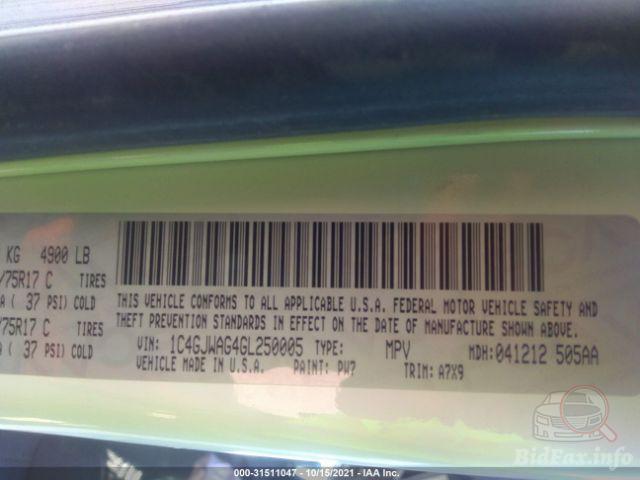 KG 4900 LB
/75R17 C TIRES
A ( 37 PSI) COLD
/75R17 C TIRES
A ( 37 PSI) COLD
THIS VEHICLE CONFORMS TO ALL APPLICABLE U.S.A. FEDERAL MOTOR VEHICLE SAFETY AND
THEFT PREVENTION STANDARDS IN EFFECT ON THE DATE OF MANUFACTURE SHOWN ABOVE.
VIN: 1C4GJWAG4GL250005 TYPE: MPV MDH: 041212 505AA
VEHICLE MADE IN U.S.A. PAINT: PW7 TRIM: A7X9
BidFax.info
000-31511047 - 10/15/2021 - IAA Inc.